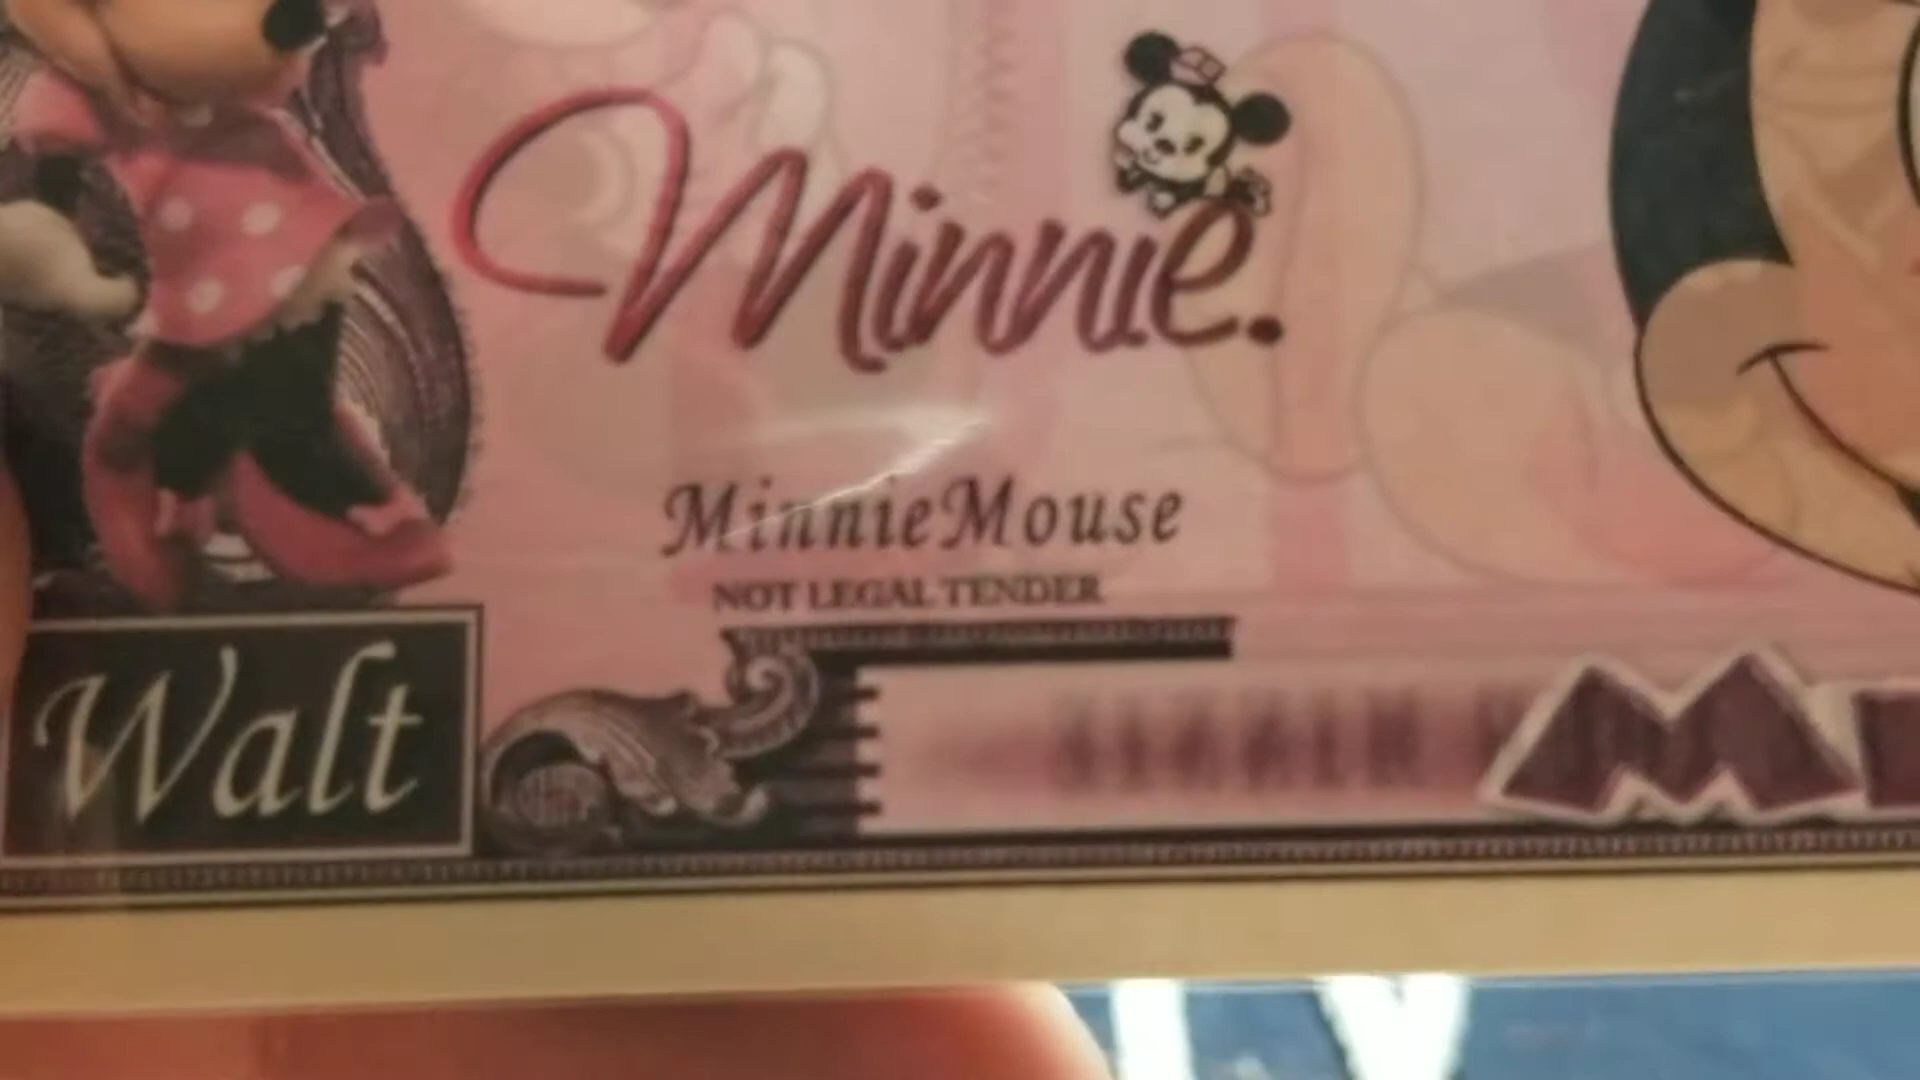 Minnie.
MinnieMouse
NOT LEGAL TENDER
Walt
M